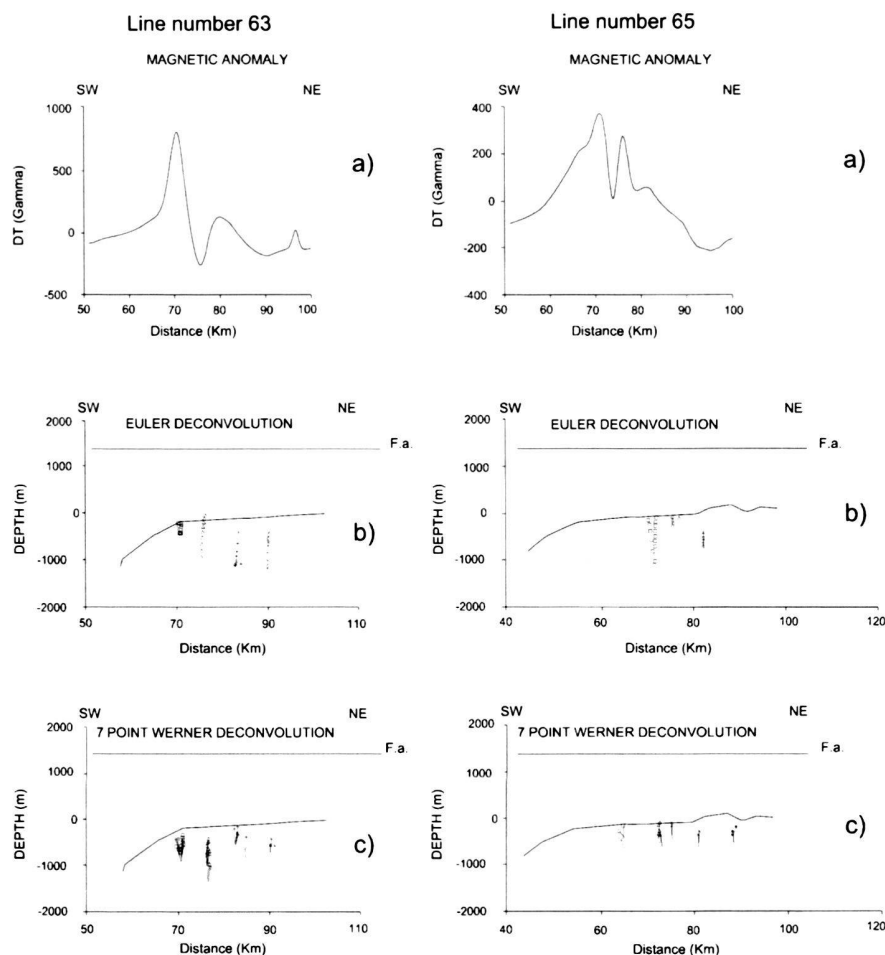 Line number 63
MAGNETIC ANOMALY
SW NE
1000
500
0
-500
DT (Gamma)
50 60 70 80 90 100
Distance (Km)
a)
SW NE
EULER DECONVOLUTION
F.a.
2000
1000
0
-1000
-2000
DEPTH (m)
50 70 90 110
Distance (Km)
b)
SW NE
7 POINT WERNER DECONVOLUTION
F.a.
2000
1000
0
-1000
-2000
DEPTH (m)
50 70 90 110
Distance (Km)
c)
Line number 65
MAGNETIC ANOMALY
SW NE
400
200
0
-200
-400
DT (Gamma)
50 60 70 80 90 100
Distance (Km)
a)
SW NE
EULER DECONVOLUTION
F.a.
2000
1000
0
-1000
-2000
DEPTH (m)
40 60 80 100 120
Distance (Km)
b)
SW NE
7 POINT WERNER DECONVOLUTION
F.a.
2000
1000
0
-1000
-2000
DEPTH (m)
40 60 80 100 120
Distance (Km)
c)